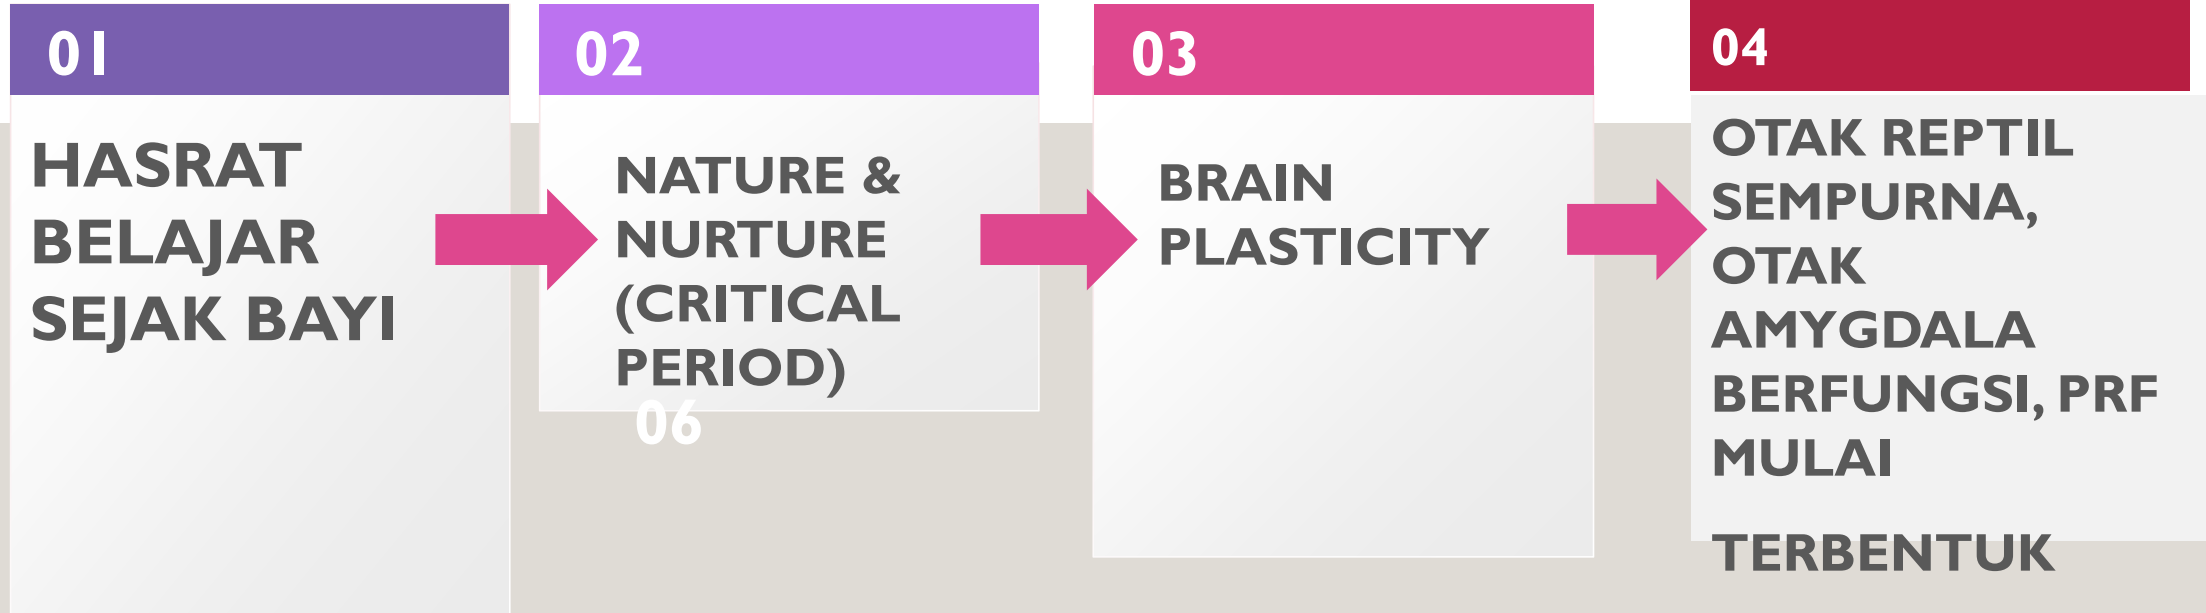 01
HASRAT
BELAJAR
SEJAK BAYI
02
NATURE &
NURTURE
(CRITICAL
PERIOD)
06
03
BRAIN
PLASTICITY
04
OTAK REPTIL
SEMPURNA,
OTAK
AMYGDALA
BERFUNGSI, PRF
MULAI
TERBENTUK